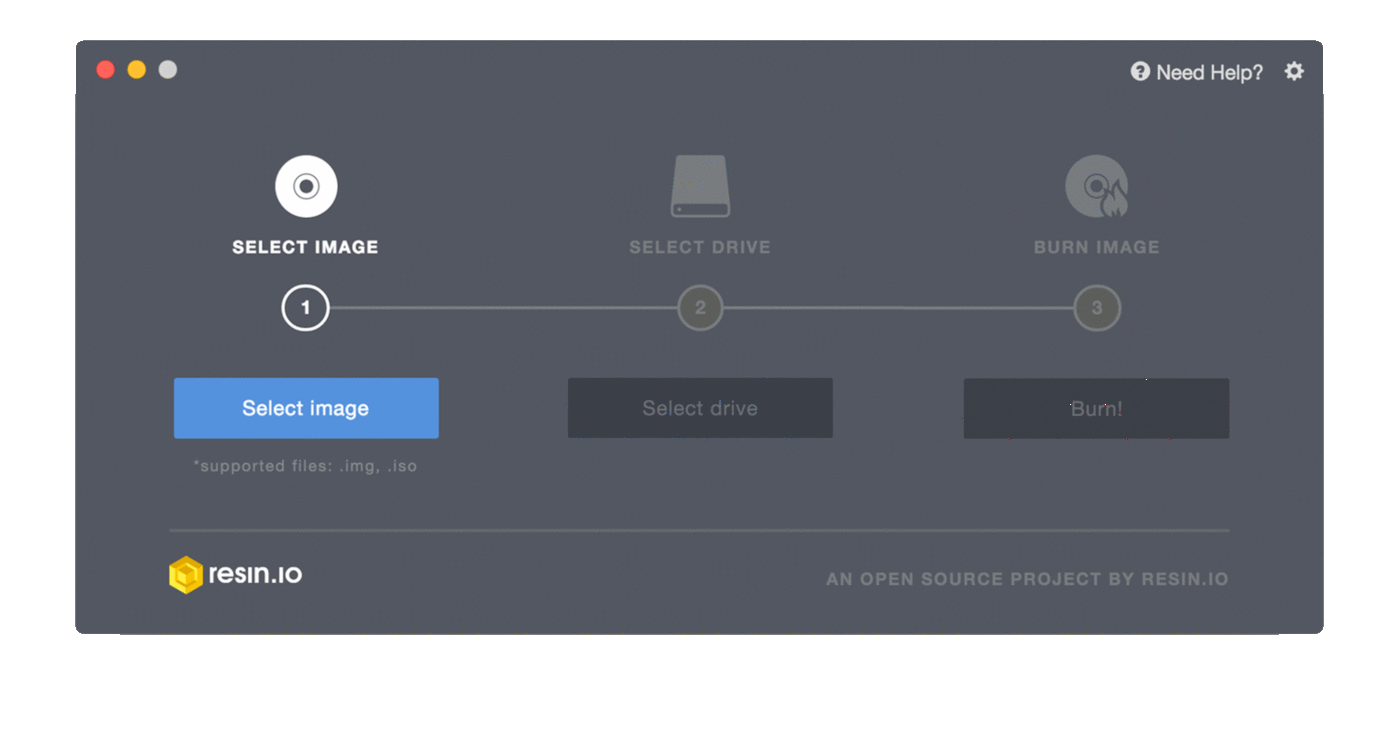 Need Help?
SELECT IMAGE
SELECT DRIVE
BURN IMAGE
1
2
3
Select image
Select drive
Burn!
*supported files: .img, .iso
resin.io
AN OPEN SOURCE PROJECT BY RESIN.IO